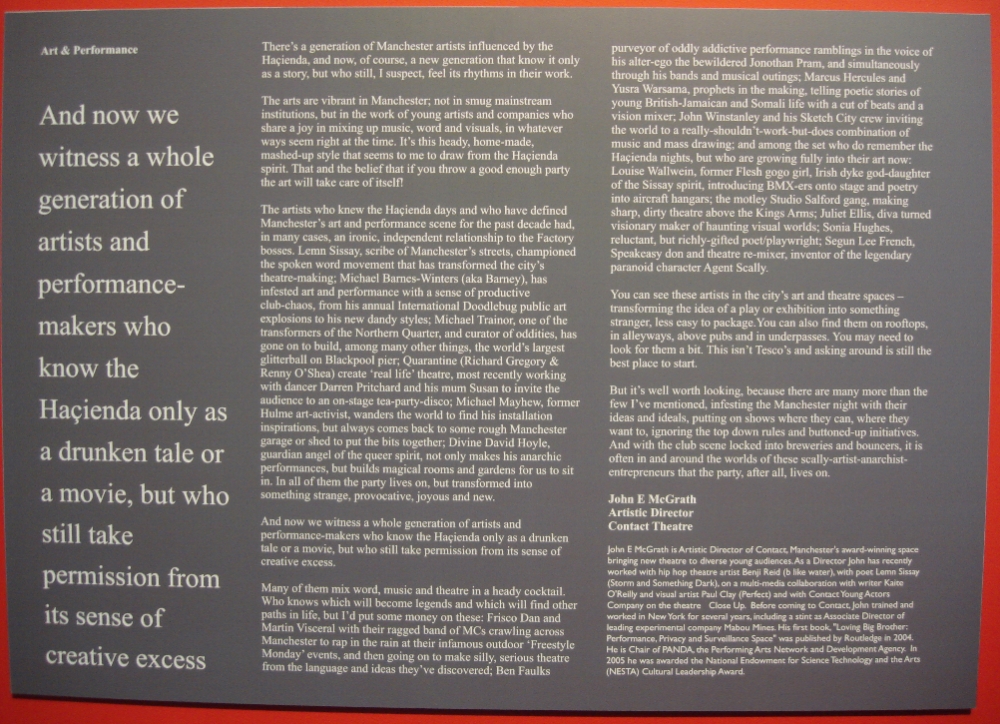 Art & Performance
And now we
witness a whole
generation of
artists and
performance-
makers who
know the
Haçienda only as
a drunken tale or
a movie, but who
still take
permission from
its sense of
creative excess
There's a generation of Manchester artists influenced by the
Haçienda, and now, of course, a new generation that know it only
as a story, but who still, I suspect, feel its rhythms in their work.
The arts are vibrant in Manchester; not in smug mainstream
institutions, but in the work of young artists and companies who
share a joy in mixing up music, word and visuals, in whatever
ways seem right at the time. It's this heady, home-made,
mashed-up style that seems to me to draw from the Haçienda
spirit. That and the belief that if you throw a good enough party
the art will take care of itself!
The artists who knew the Haçienda days and who have defined
Manchester's art and performance scene for the past decade had,
in many cases, an ironic, independent relationship to the Factory
bosses. Lemn Sissay, scribe of Manchester's streets, championed
the spoken word movement that has transformed the city's
theatre-making; Michael Barnes-Winters (aka Barney), has
infested art and performance with a sense of productive
club-chaos, from his annual International Doodlebug public art
explosions to his new dandy styles; Michael Trainor, one of the
transformers of the Northern Quarter, and curator of oddities, has
gone on to build, among many other things, the world's largest
glitterball on Blackpool pier; Quarantine (Richard Gregory &
Renny O'Shea) create 'real life' theatre, most recently working
with dancer Darren Pritchard and his mum Susan to invite the
audience to an on-stage tea-party-disco; Michael Mayhew, former
Hulme art-activist, wanders the world to find his installation
inspirations, but always comes back to some rough Manchester
garage or shed to put the bits together; Divine David Hoyle,
guardian angel of the queer spirit, not only makes his anarchic
performances, but builds magical rooms and gardens for us to sit
in. In all of them the party lives on, but transformed into
something strange, provocative, joyous and new.
And now we witness a whole generation of artists and
performance-makers who know the Haçienda only as a drunken
tale or a movie, but who still take permission from its sense of
creative excess.
Many of them mix word, music and theatre in a heady cocktail.
Who knows which will become legends and which will find other
paths in life, but I'd put some money on these: Frisco Dan and
Martin Visceral with their ragged band of MCs crawling across
Manchester to rap in the rain at their infamous outdoor 'Freestyle
Monday' events, and then going on to make silly, serious theatre
from the language and ideas they've discovered; Ben Faulks
purveyor of oddly addictive performance ramblings in the voice of
his alter-ego the bewildered Jonothan Pram, and simultaneously
through his bands and musical outings; Marcus Hercules and
Yusra Warsama, prophets in the making, telling poetic stories of
young British-Jamaican and Somali life with a cut of beats and a
vision mixer; John Winstanley and his Sketch City crew inviting
the world to a really-shouldn't-work-but-does combination of
music and mass drawing; and among the set who do remember the
Haçienda nights, but who are growing fully into their art now:
Louise Wallwein, former Flesh gogo girl, Irish dyke god-daughter
of the Sissay spirit, introducing BMX-ers onto stage and poetry
into aircraft hangars; the motley Studio Salford gang, making
sharp, dirty theatre above the Kings Arms; Juliet Ellis, diva turned
visionary maker of haunting visual worlds; Sonia Hughes,
reluctant, but richly-gifted poet/playwright; Segun Lee French,
Speakeasy don and theatre re-mixer, inventor of the legendary
paranoid character Agent Scally.
You can see these artists in the city's art and theatre spaces –
transforming the idea of a play or exhibition into something
stranger, less easy to package.You can also find them on rooftops,
in alleyways, above pubs and in underpasses. You may need to
look for them a bit. This isn't Tesco's and asking around is still the
best place to start.
But it's well worth looking, because there are many more than the
few I've mentioned, infesting the Manchester night with their
ideas and ideals, putting on shows where they can, where they
want to, ignoring the top down rules and buttoned-up initiatives.
And with the club scene locked into breweries and bouncers, it is
often in and around the worlds of these scally-artist-anarchist-
entrepreneurs that the party, after all, lives on.
John E McGrath
Artistic Director
Contact Theatre
John E McGrath is Artistic Director of Contact, Manchester's award-winning space
bringing new theatre to diverse young audiences. As a Director John has recently
worked with hip hop theatre artist Benji Reid (b like water), with poet Lemn Sissay
(Storm and Something Dark), on a multi-media collaboration with writer Kaite
O'Reilly and visual artist Paul Clay (Perfect) and with Contact Young Actors
Company on the theatre Close Up. Before coming to Contact, John trained and
worked in New York for several years, including a stint as Associate Director of
leading experimental company Mabou Mines. His first book, "Loving Big Brother:
Performance, Privacy and Surveillance Space" was published by Routledge in 2004.
He is Chair of PANDA, the Performing Arts Network and Development Agency. In
2005 he was awarded the National Endowment for Science Technology and the Arts
(NESTA) Cultural Leadership Award.